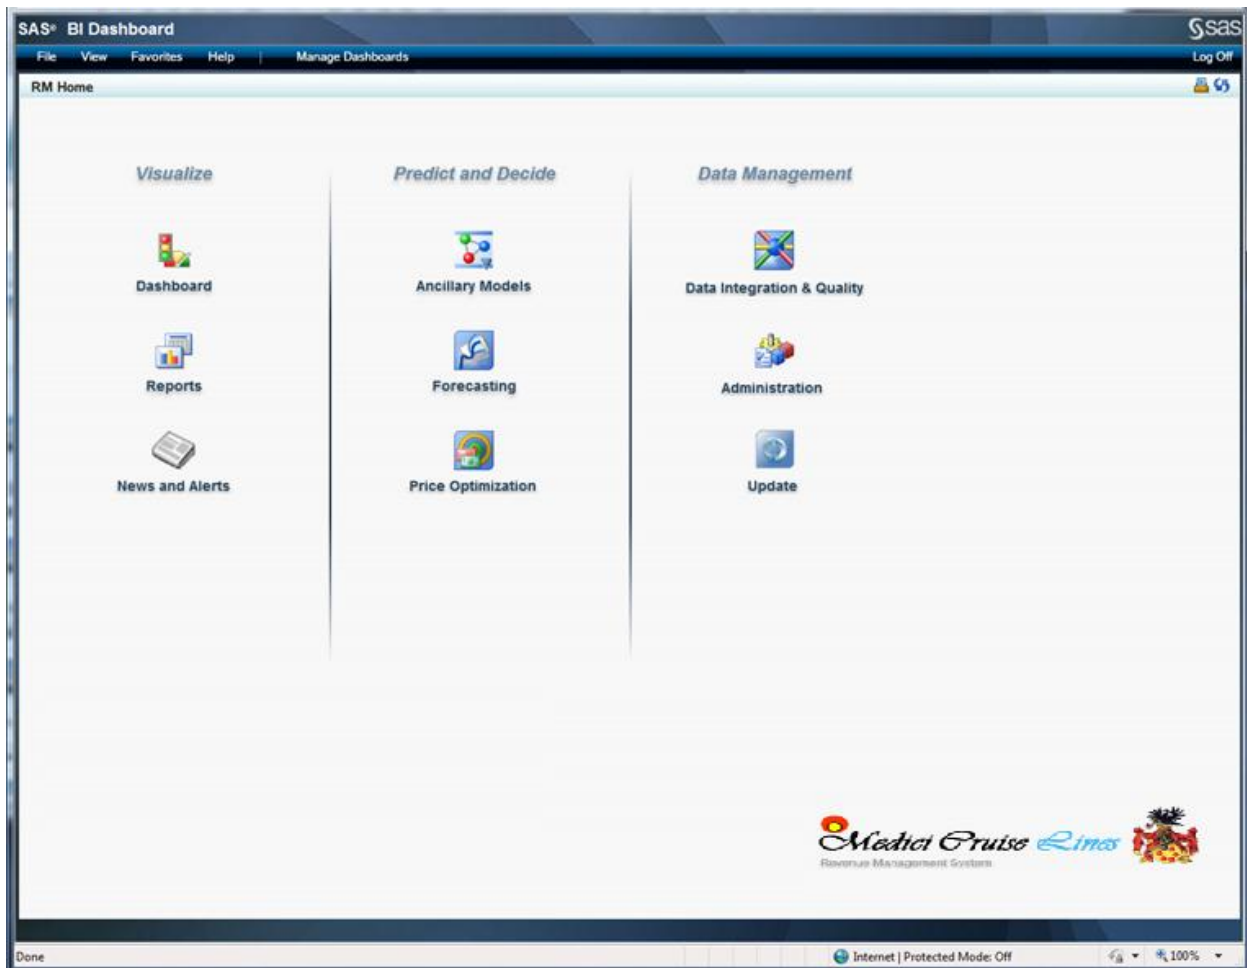 SAS® BI Dashboard
sas
File View Favorites Help | Manage Dashboards
Log Off
RM Home
Visualize
Predict and Decide
Data Management
Dashboard
Ancillary Models
Data Integration & Quality
Reports
Forecasting
Administration
News and Alerts
Price Optimization
Update
Medici Cruise Lines
Revenue Management System
Done
Internet | Protected Mode: Off
100%